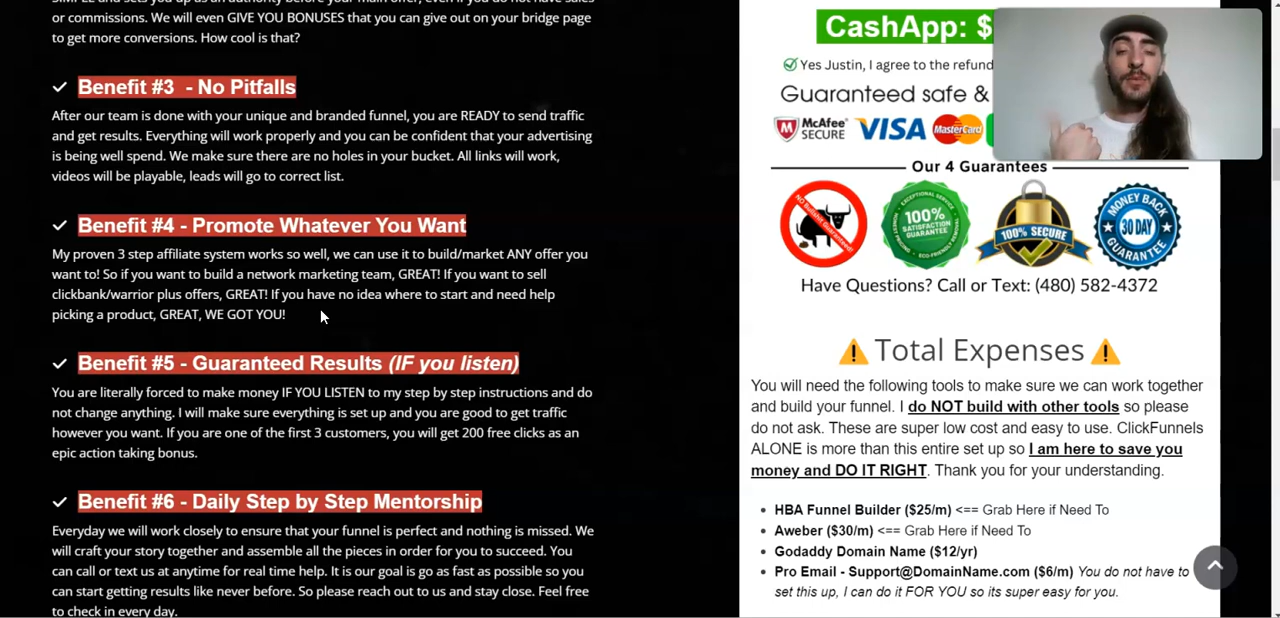 SIMPLE and sets you up as an authority before your main offer, even if you do not have sales
or commissions. We will even GIVE YOU BONUSES that you can give out on your bridge page
to get more conversions. How cool is that?
Benefit #3 - No Pitfalls
After our team is done with your unique and branded funnel, you are READY to send traffic
and get results. Everything will work properly and you can be confident that your advertising
is being well spend. We make sure there are no holes in your bucket. All links will work,
videos will be playable, leads will go to correct list.
Benefit #4 - Promote Whatever You Want
My proven 3 step affiliate system works so well, we can use it to build/market ANY offer you
want to! So if you want to build a network marketing team, GREAT! If you want to sell
clickbank/warrior plus offers, GREAT! If you have no idea where to start and need help
picking a product, GREAT, WE GOT YOU!
Benefit #5 - Guaranteed Results (IF you listen)
You are literally forced to make money IF YOU LISTEN to my step by step instructions and do
not change anything. I will make sure everything is set up and you are good to get traffic
however you want. If you are one of the first 3 customers, you will get 200 free clicks as an
epic action taking bonus.
Benefit #6 - Daily Step by Step Mentorship
Everyday we will work closely to ensure that your funnel is perfect and nothing is missed. We
will craft your story together and assemble all the pieces in order for you to succeed. You
can call or text us at anytime for real time help. It is our goal is go as fast as possible so you
can start getting results like never before. So please reach out to us and stay close. Feel free
to check in every day.
CashApp: $
Yes Justin, I agree to the refund
Guaranteed safe &
McAfee SECURE VISA MasterCard
Our 4 Guarantees
100% SATISFACTION GUARANTEE
100% SECURE
MONEY BACK 30 DAY GUARANTEE
Have Questions? Call or Text: (480) 582-4372
Total Expenses
You will need the following tools to make sure we can work together
and build your funnel. I do NOT build with other tools so please
do not ask. These are super low cost and easy to use. ClickFunnels
ALONE is more than this entire set up so I am here to save you
money and DO IT RIGHT. Thank you for your understanding.
HBA Funnel Builder ($25/m) <== Grab Here if Need To
Aweber ($30/m) <== Grab Here if Need To
Godaddy Domain Name ($12/yr)
Pro Email - Support@DomainName.com ($6/m) You do not have to
set this up, I can do it FOR YOU so its super easy for you.